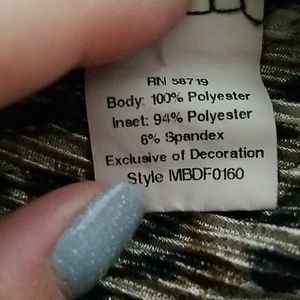 RN 58719
Body: 100% Polyester
Inset: 94% Polyester
6% Spandex
Exclusive of Decoration
Style MBDF0160